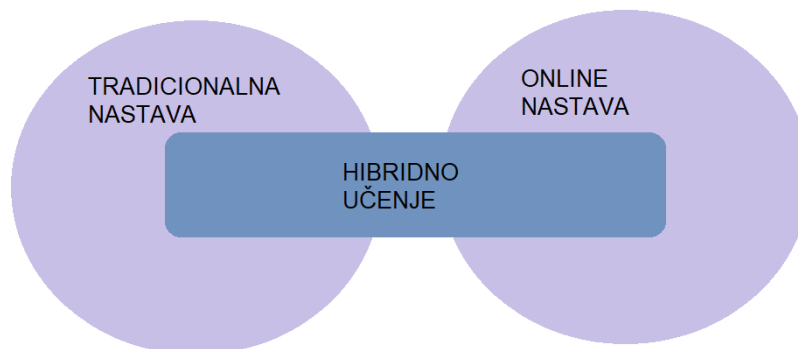 TRADICIONALNA
NASTAVA
ONLINE
NASTAVA
HIBRIDNO
UČENJE